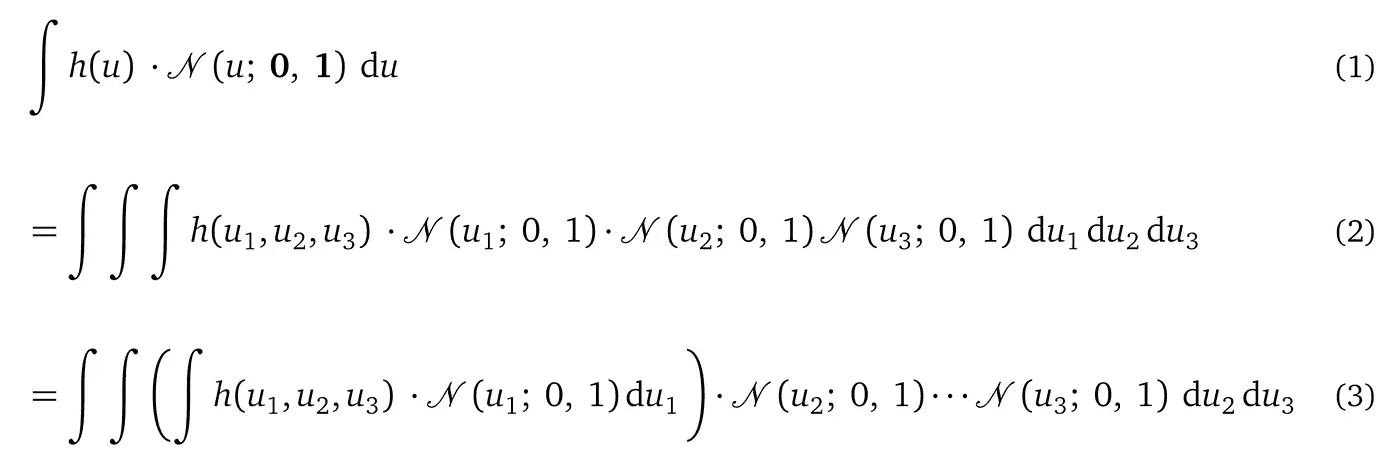 ∫ h(u) · 𝒩(u; 𝟎, 𝟏) du (1)
= ∫ ∫ ∫ h(u₁,u₂,u₃) · 𝒩(u₁; 0, 1) · 𝒩(u₂; 0, 1) 𝒩(u₃; 0, 1) du₁ du₂ du₃ (2)
= ∫ ∫ (∫ h(u₁,u₂,u₃) · 𝒩(u₁; 0, 1) du₁) · 𝒩(u₂; 0, 1) ⋯ 𝒩(u₃; 0, 1) du₂ du₃ (3)